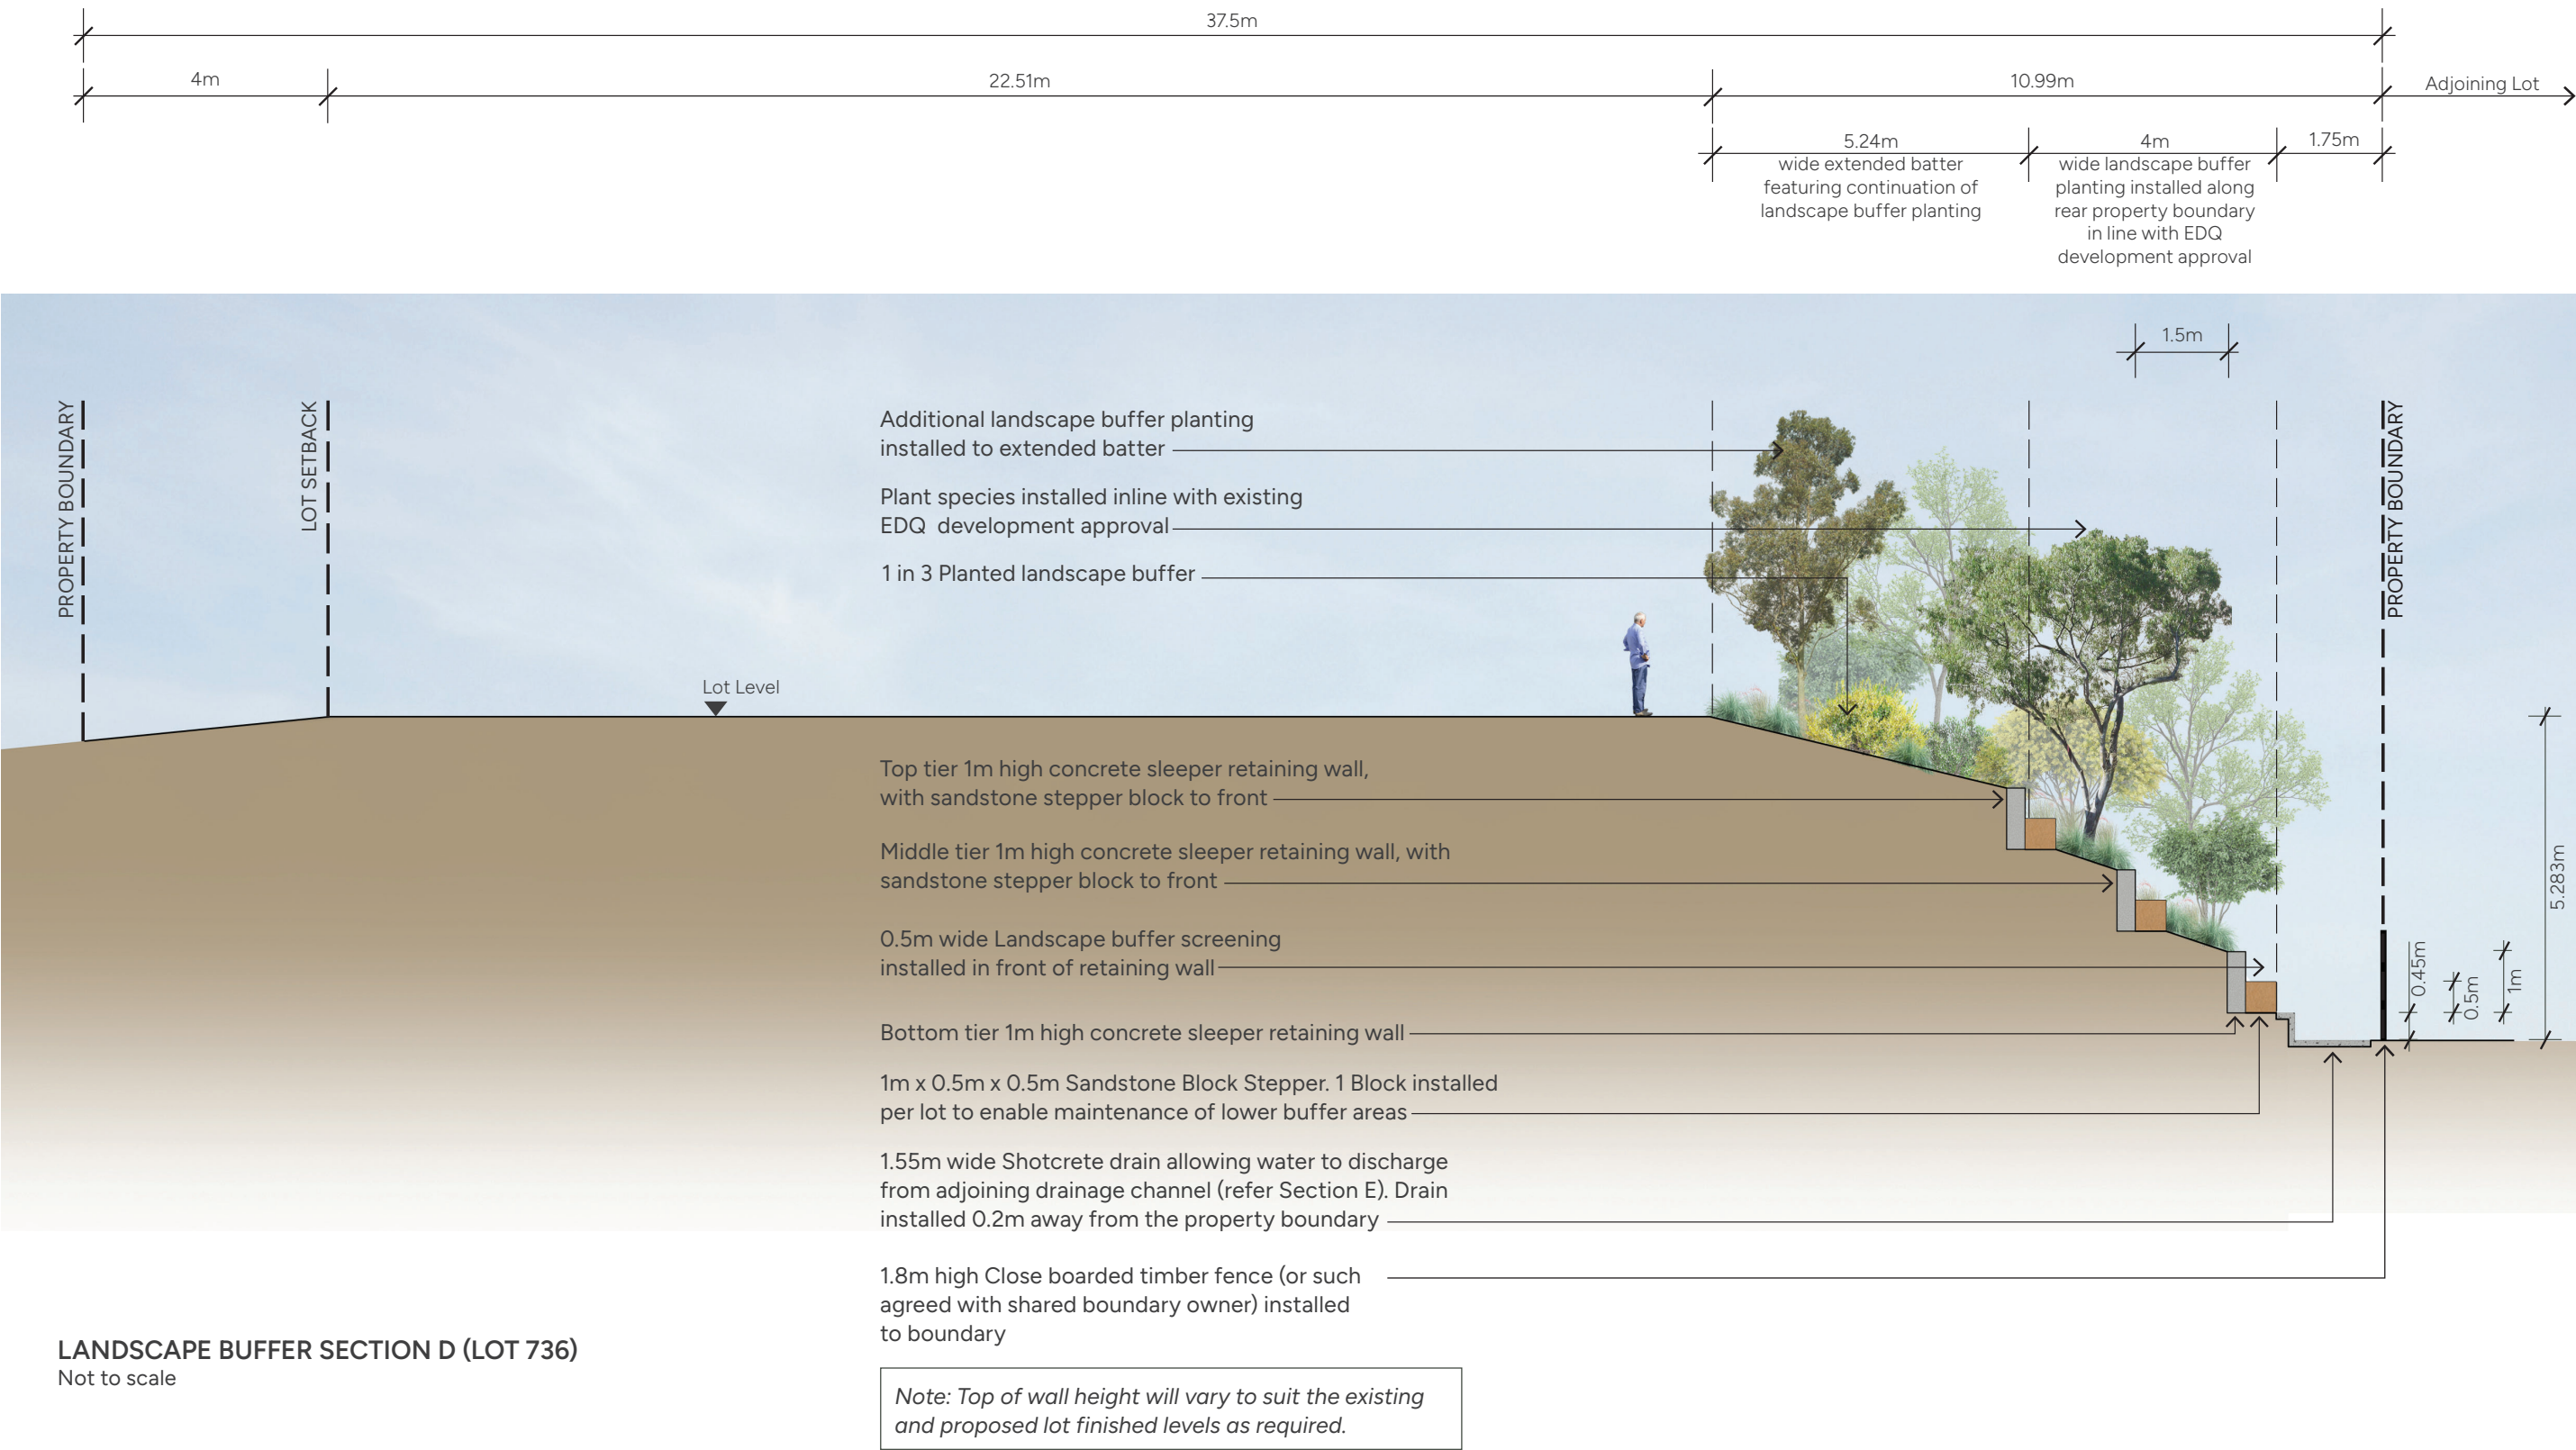 37.5m
4m
22.51m
10.99m
Adjoining Lot
5.24m
wide extended batter
featuring continuation of
landscape buffer planting
4m
wide landscape buffer
planting installed along
rear property boundary
in line with EDQ
development approval
1.75m
1.5m
PROPERTY BOUNDARY
LOT SETBACK
PROPERTY BOUNDARY
Additional landscape buffer planting
installed to extended batter
Plant species installed inline with existing
EDQ development approval
1 in 3 Planted landscape buffer
Lot Level
Top tier 1m high concrete sleeper retaining wall,
with sandstone stepper block to front
Middle tier 1m high concrete sleeper retaining wall, with
sandstone stepper block to front
0.5m wide Landscape buffer screening
installed in front of retaining wall
Bottom tier 1m high concrete sleeper retaining wall
1m x 0.5m x 0.5m Sandstone Block Stepper. 1 Block installed
per lot to enable maintenance of lower buffer areas
1.55m wide Shotcrete drain allowing water to discharge
from adjoining drainage channel (refer Section E). Drain
installed 0.2m away from the property boundary
1.8m high Close boarded timber fence (or such
agreed with shared boundary owner) installed
to boundary
0.45m
0.5m
1m
5.283m
LANDSCAPE BUFFER SECTION D (LOT 736)
Not to scale
Note: Top of wall height will vary to suit the existing
and proposed lot finished levels as required.